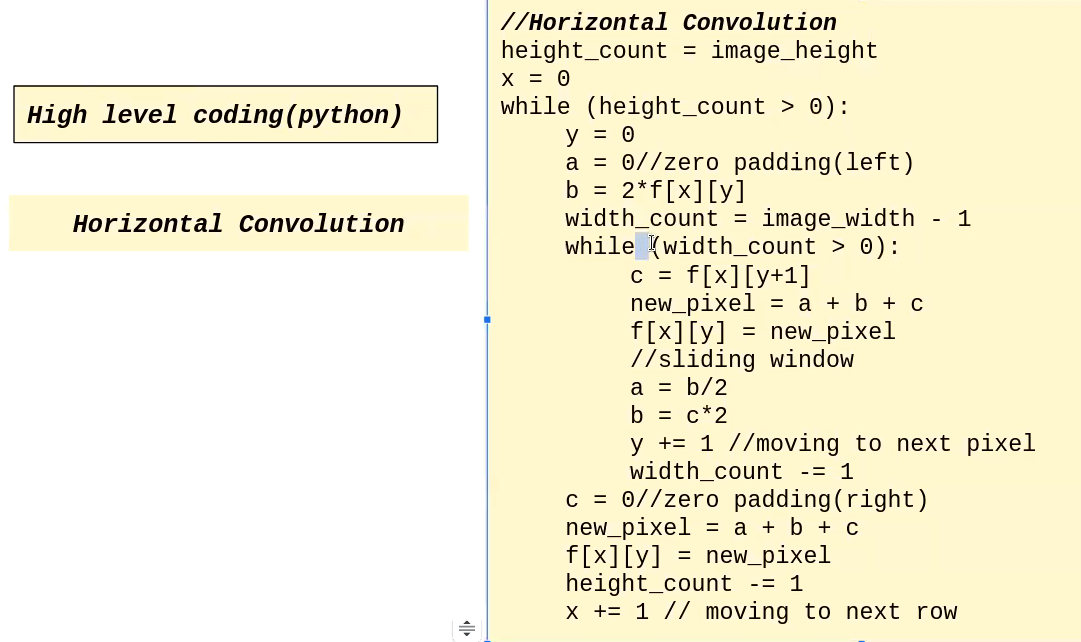 High level coding(python)
Horizontal Convolution
//Horizontal Convolution
height_count = image_height
x = 0
while (height_count > 0):
y = 0
a = 0//zero padding(left)
b = 2*f[x][y]
width_count = image_width - 1
while (width_count > 0):
c = f[x][y+1]
new_pixel = a + b + c
f[x][y] = new_pixel
//sliding window
a = b/2
b = c*2
y += 1 //moving to next pixel
width_count -= 1
c = 0//zero padding(right)
new_pixel = a + b + c
f[x][y] = new_pixel
height_count -= 1
x += 1 // moving to next row